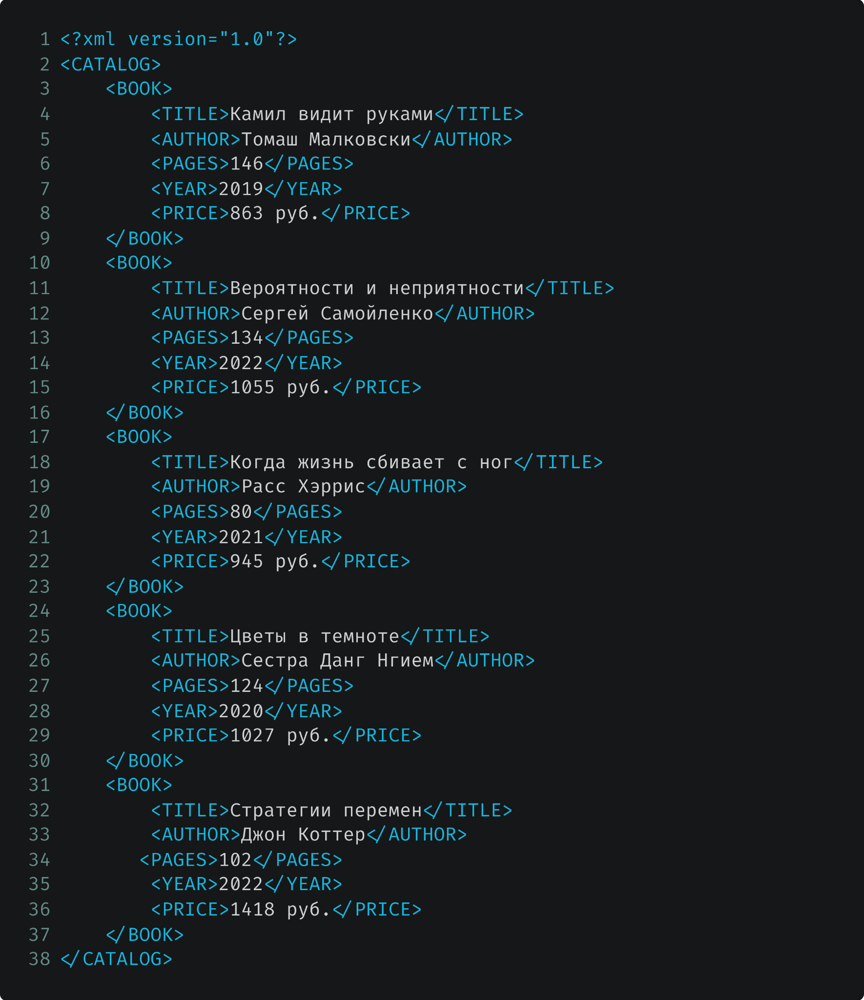 1 <?xml version="1.0"?>
2 <CATALOG>
3     <BOOK>
4         <TITLE>Камил видит руками</TITLE>
5         <AUTHOR>Томаш Малковски</AUTHOR>
6         <PAGES>146</PAGES>
7         <YEAR>2019</YEAR>
8         <PRICE>863 руб.</PRICE>
9     </BOOK>
10     <BOOK>
11         <TITLE>Вероятности и неприятности</TITLE>
12         <AUTHOR>Сергей Самойленко</AUTHOR>
13         <PAGES>134</PAGES>
14         <YEAR>2022</YEAR>
15         <PRICE>1055 руб.</PRICE>
16     </BOOK>
17     <BOOK>
18         <TITLE>Когда жизнь сбивает с ног</TITLE>
19         <AUTHOR>Расс Хэррис</AUTHOR>
20         <PAGES>80</PAGES>
21         <YEAR>2021</YEAR>
22         <PRICE>945 руб.</PRICE>
23     </BOOK>
24     <BOOK>
25         <TITLE>Цветы в темноте</TITLE>
26         <AUTHOR>Сестра Данг Нгием</AUTHOR>
27         <PAGES>124</PAGES>
28         <YEAR>2020</YEAR>
29         <PRICE>1027 руб.</PRICE>
30     </BOOK>
31     <BOOK>
32         <TITLE>Стратегии перемен</TITLE>
33         <AUTHOR>Джон Коттер</AUTHOR>
34        <PAGES>102</PAGES>
35         <YEAR>2022</YEAR>
36         <PRICE>1418 руб.</PRICE>
37     </BOOK>
38 </CATALOG>